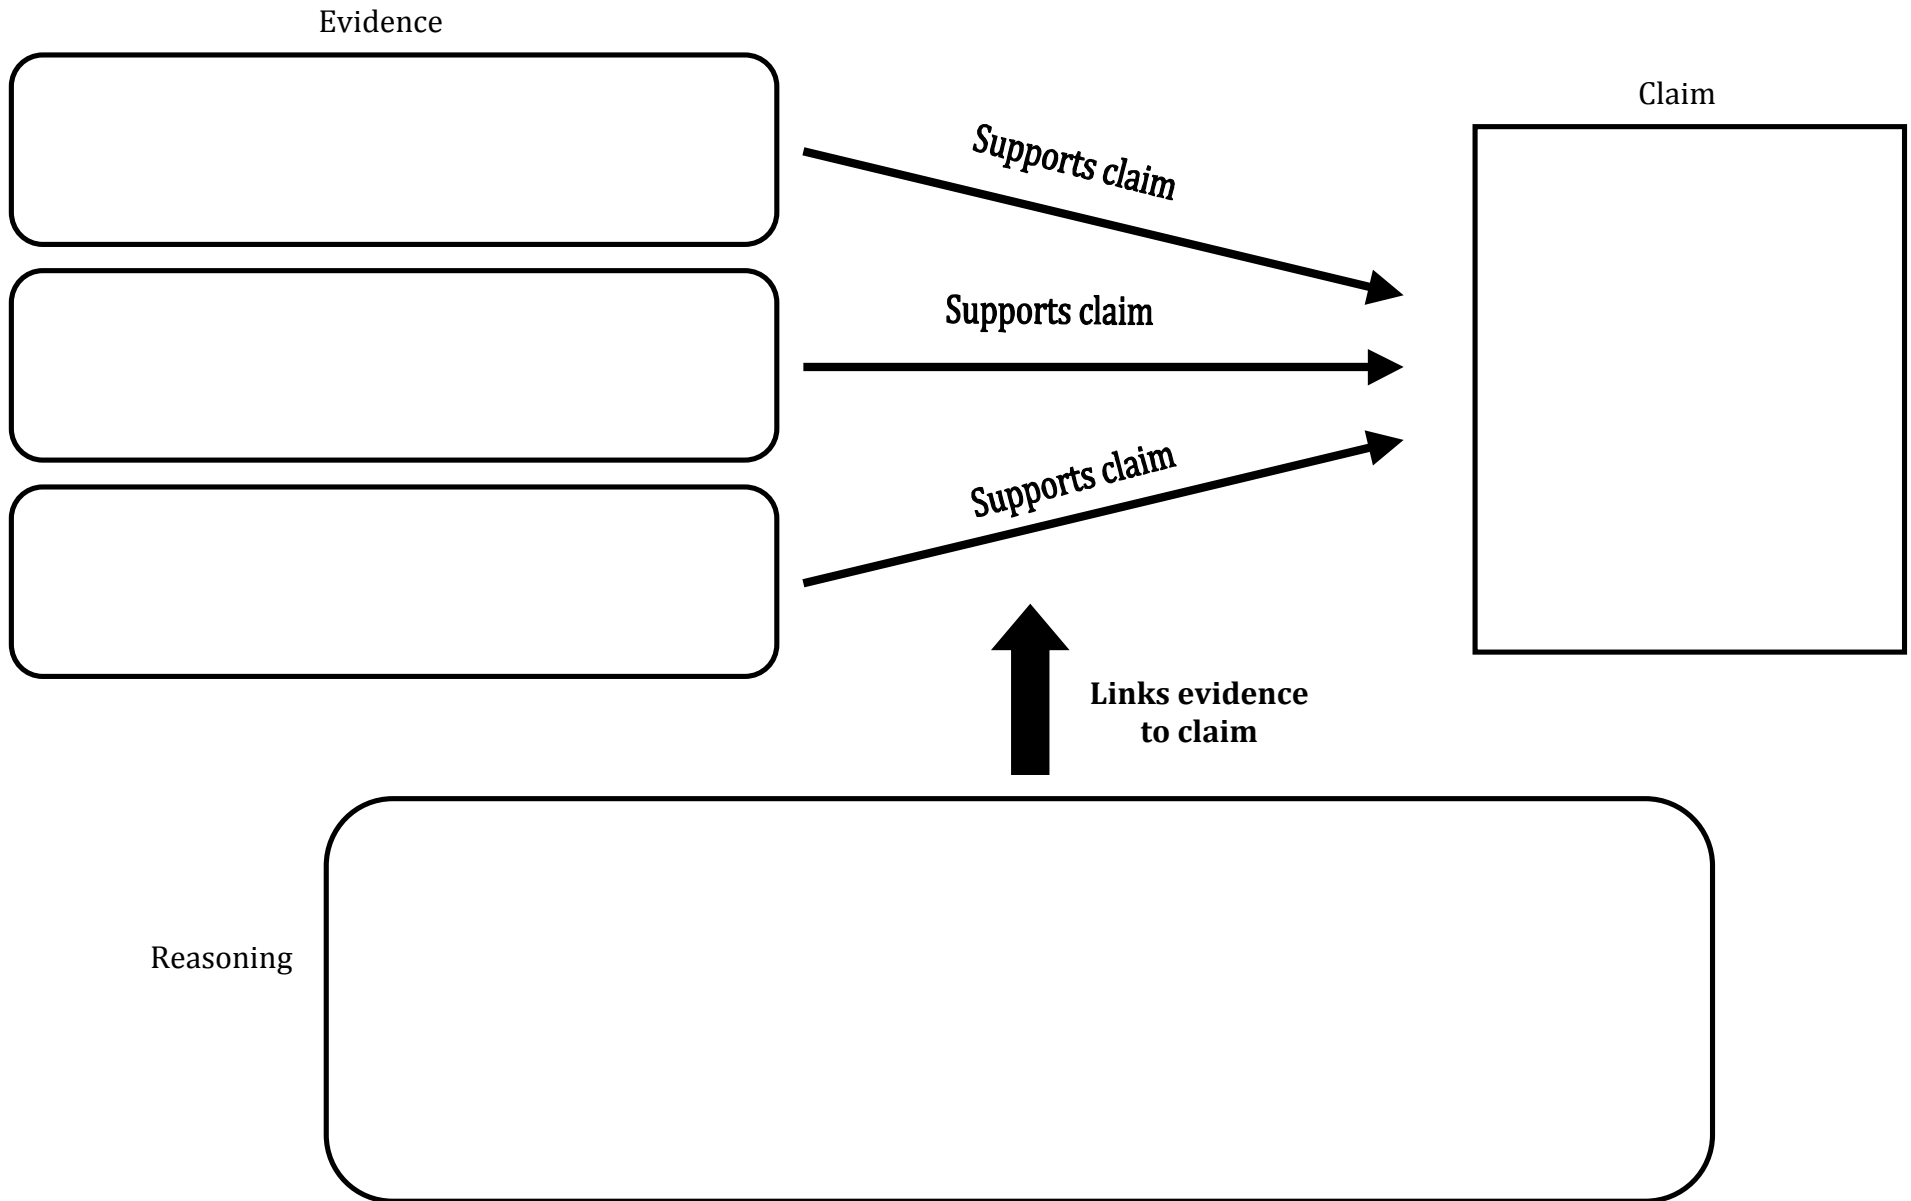 Evidence
Claim
Supports claim
Supports claim
Supports claim
Links evidence
to claim
Reasoning